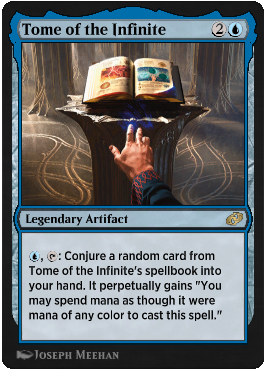 Tome of the Infinite 2
Legendary Artifact
: Conjure a random card from
Tome of the Infinite's spellbook into
your hand. It perpetually gains "You
may spend mana as though it were
mana of any color to cast this spell."
JOSEPH MEEHAN